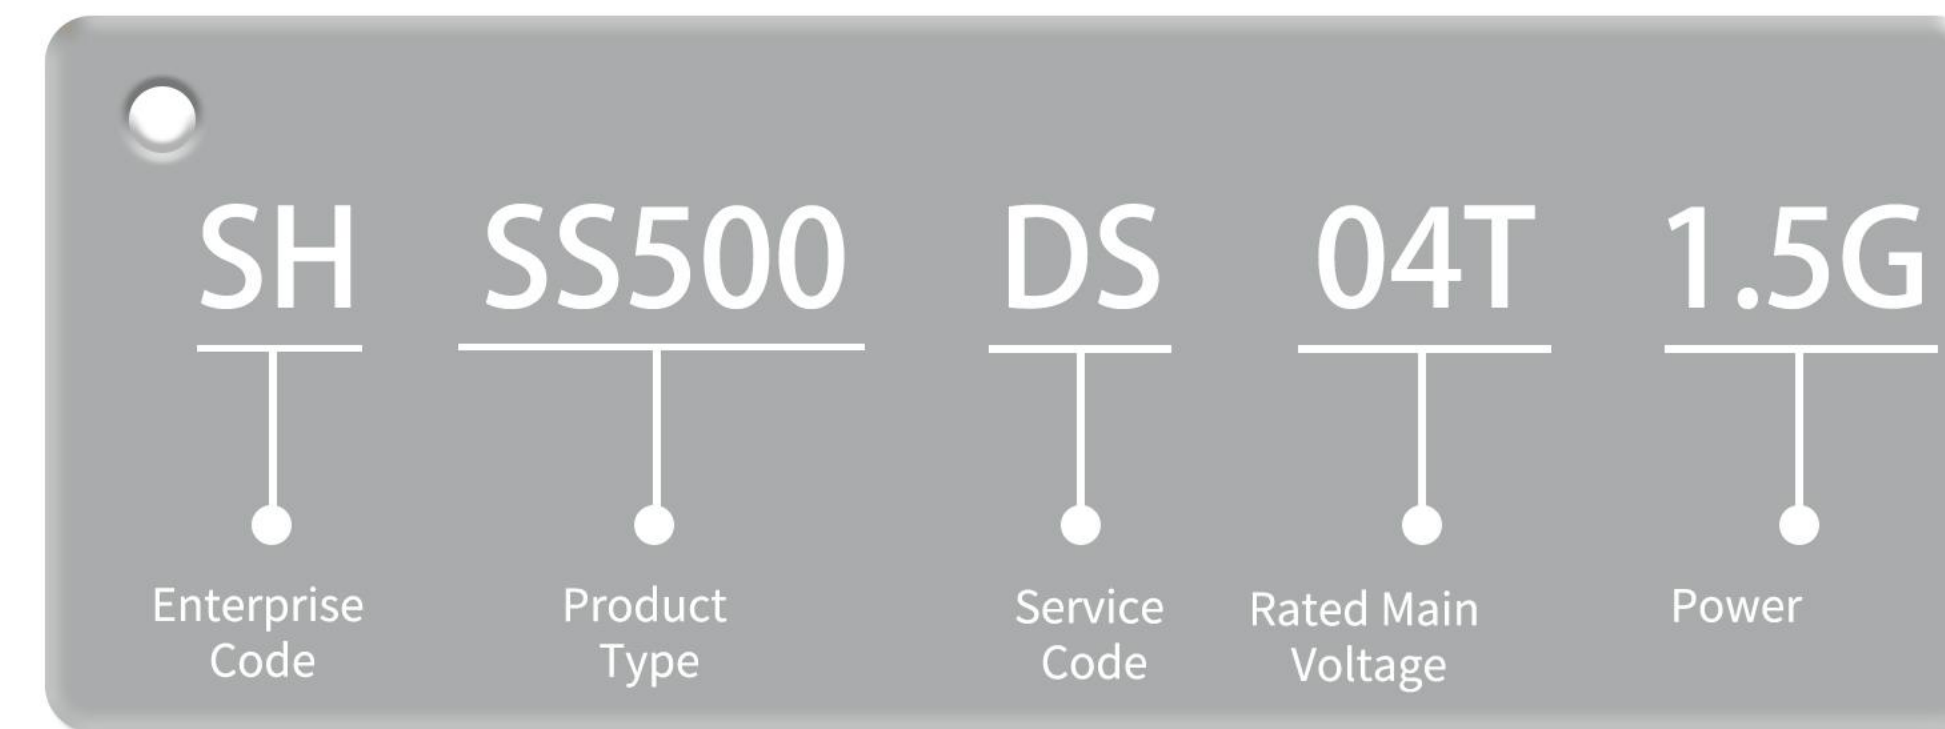 SH SS500 DS 04T 1.5G
Enterprise Product Service Rated Main Power
Code Type Code Voltage